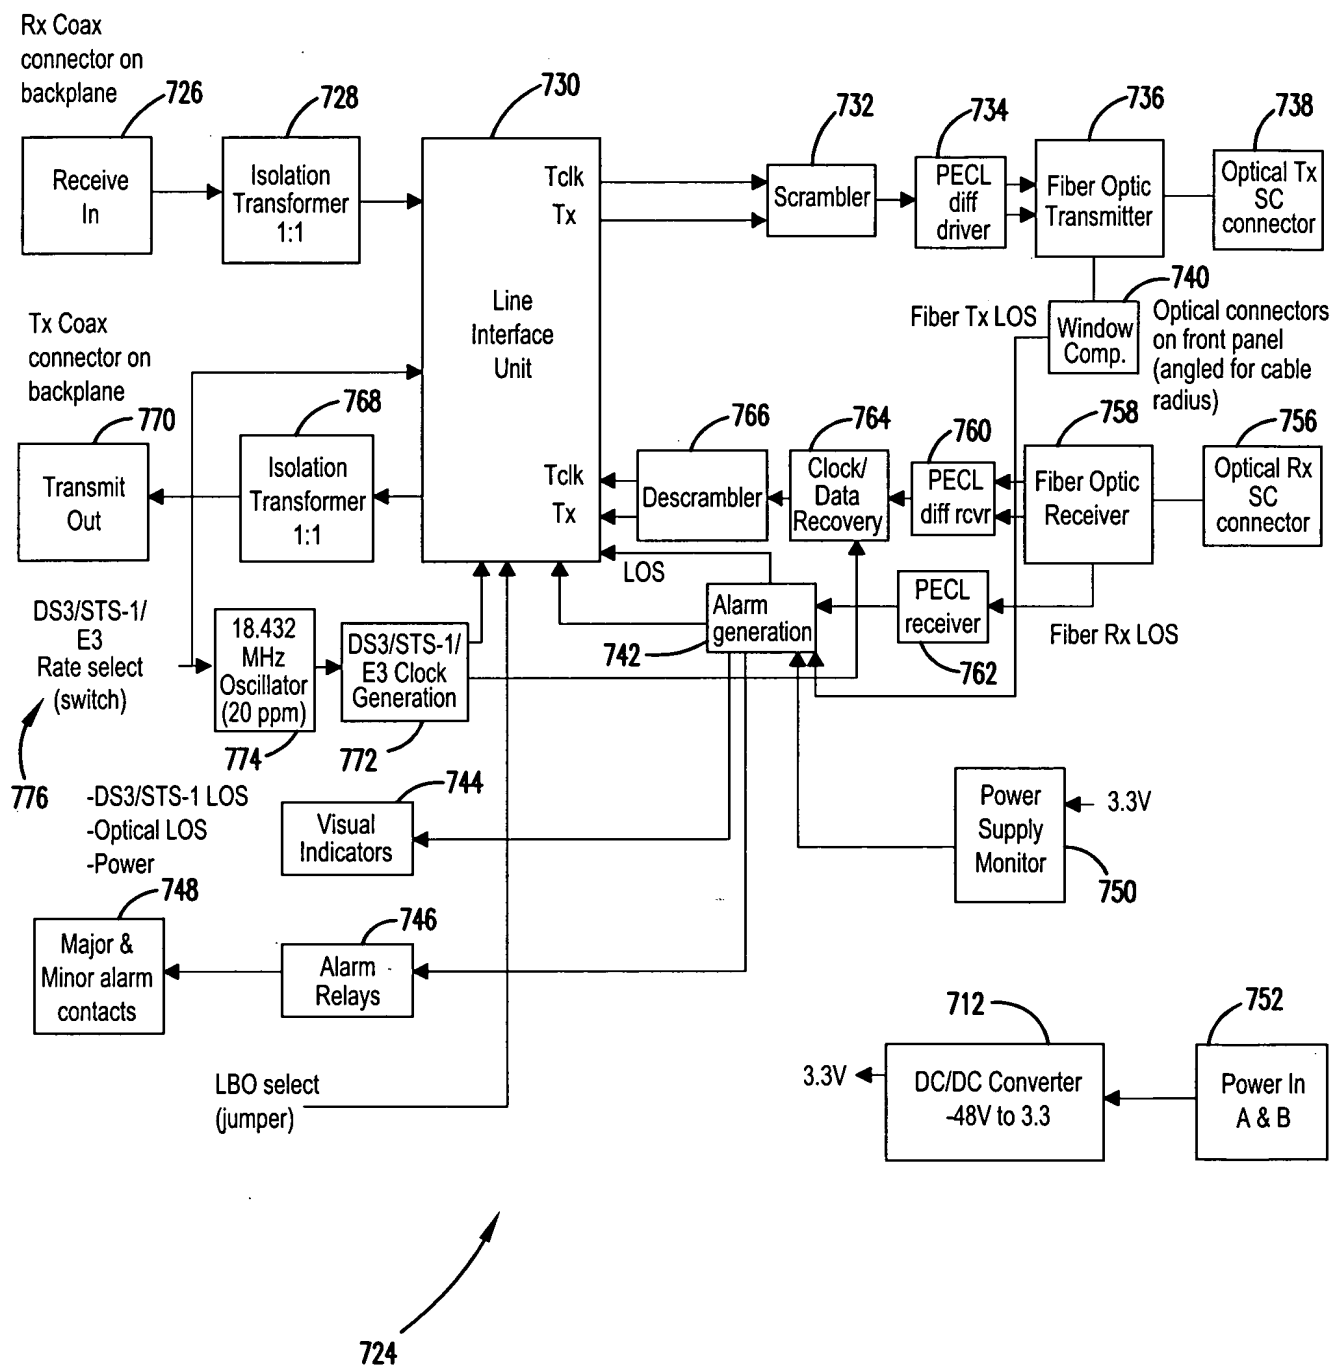 Rx Coax
connector on
backplane
726
728
730
732
734
736
738
Receive
In
Isolation
Transformer
1:1
Line
Interface
Unit
Tclk
Tx
Scrambler
PECL
diff
driver
Fiber Optic
Transmitter
Optical Tx
SC
connector
740
Fiber Tx LOS
Window
Comp.
Optical connectors
on front panel
(angled for cable
radius)
Tx Coax
connector on
backplane
770
768
766
764
760
758
756
Transmit
Out
Isolation
Transformer
1:1
Tclk
Tx
Descrambler
Clock/
Data
Recovery
PECL
diff rcvr
Fiber Optic
Receiver
Optical Rx
SC
connector
LOS
DS3/STS-1/
E3
Rate select
(switch)
18.432
MHz
Oscillator
(20 ppm)
DS3/STS-1/
E3 Clock
Generation
Alarm
generation
742
PECL
receiver
762
Fiber Rx LOS
774
772
776
-DS3/STS-1 LOS
-Optical LOS
-Power
744
Visual
Indicators
Power
Supply
Monitor
3.3V
750
748
746
Major &
Minor alarm
contacts
Alarm
Relays
712
752
LBO select
(jumper)
3.3V
DC/DC Converter
-48V to 3.3
Power In
A & B
724